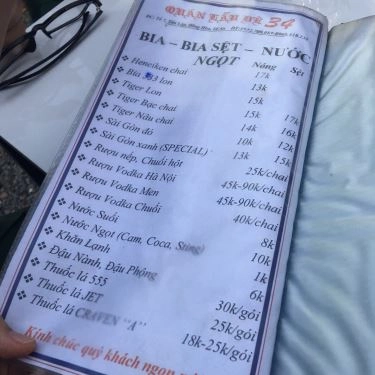 QUÁN LẨU DÊ 34
BIA – BIA SỆT – NƯỚC NGỌT
Nóng Sệt
❖ Heneiken chai 17k
❖ Bia 333 lon 13k
❖ Tiger Lon 15k
❖ Tiger Bạc chai 15k 17k
❖ Tiger Nâu chai 14k 16k
❖ Sài Gòn đỏ 10k 12k
❖ Sài Gòn xanh (SPECIAL) 13k 15k
❖ Rượu nếp, Chuối hột 25k/chai
❖ Rượu Vodka Hà Nội 45k-90k/chai
❖ Rượu Vodka Men 45k-90k/chai
❖ Rượu Vodka Chuối 40k/chai
❖ Nước Suối 8k
❖ Nước Ngọt (Cam, Coca, Sting) 10k
❖ Khăn Lạnh 1k
❖ Đậu Nành, Đậu Phộng 6k
❖ Thuốc lá 555 30k/gói
❖ Thuốc lá JET 25k/gói
❖ Thuốc lá CRAVEN "A" 18k-25k/gói
Kính chúc quý khách ngon